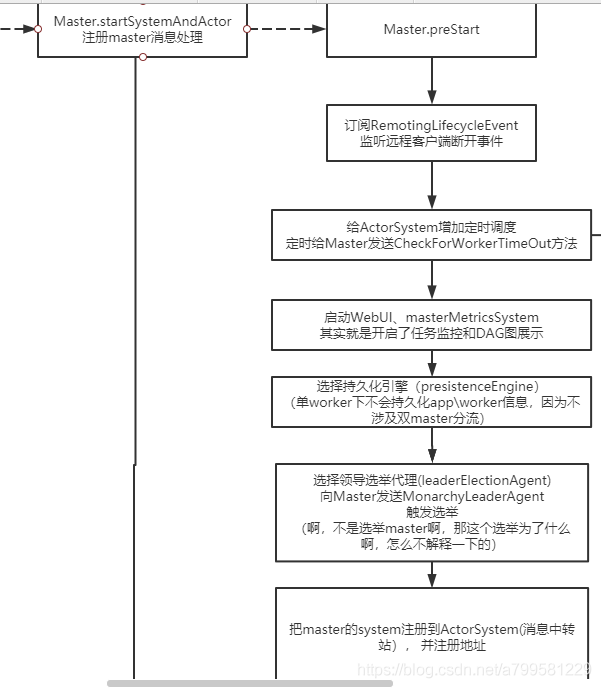 Master.startSystemAndActor
注册master消息处理
Master.preStart
订阅RemotingLifecycleEvent
监听远程客户端断开事件
给ActorSystem增加定时调度
定时给Master发送CheckForWorkerTimeOut方法
启动WebUI、masterMetricsSystem
其实就是开启了任务监控和DAG图展示
选择持久化引擎（presistenceEngine）
（单worker下不会持久化app\worker信息，因为不
涉及双master分流）
选择领导选举代理(leaderElectionAgent)
向Master发送MonarchyLeaderAgent
触发选举
（啊，不是选举master啊，那这个选举为了什么
啊，怎么不解释一下的）
把master的system注册到ActorSystem(消息中转
站），并注册地址
https://blog.csdn.net/a799581229